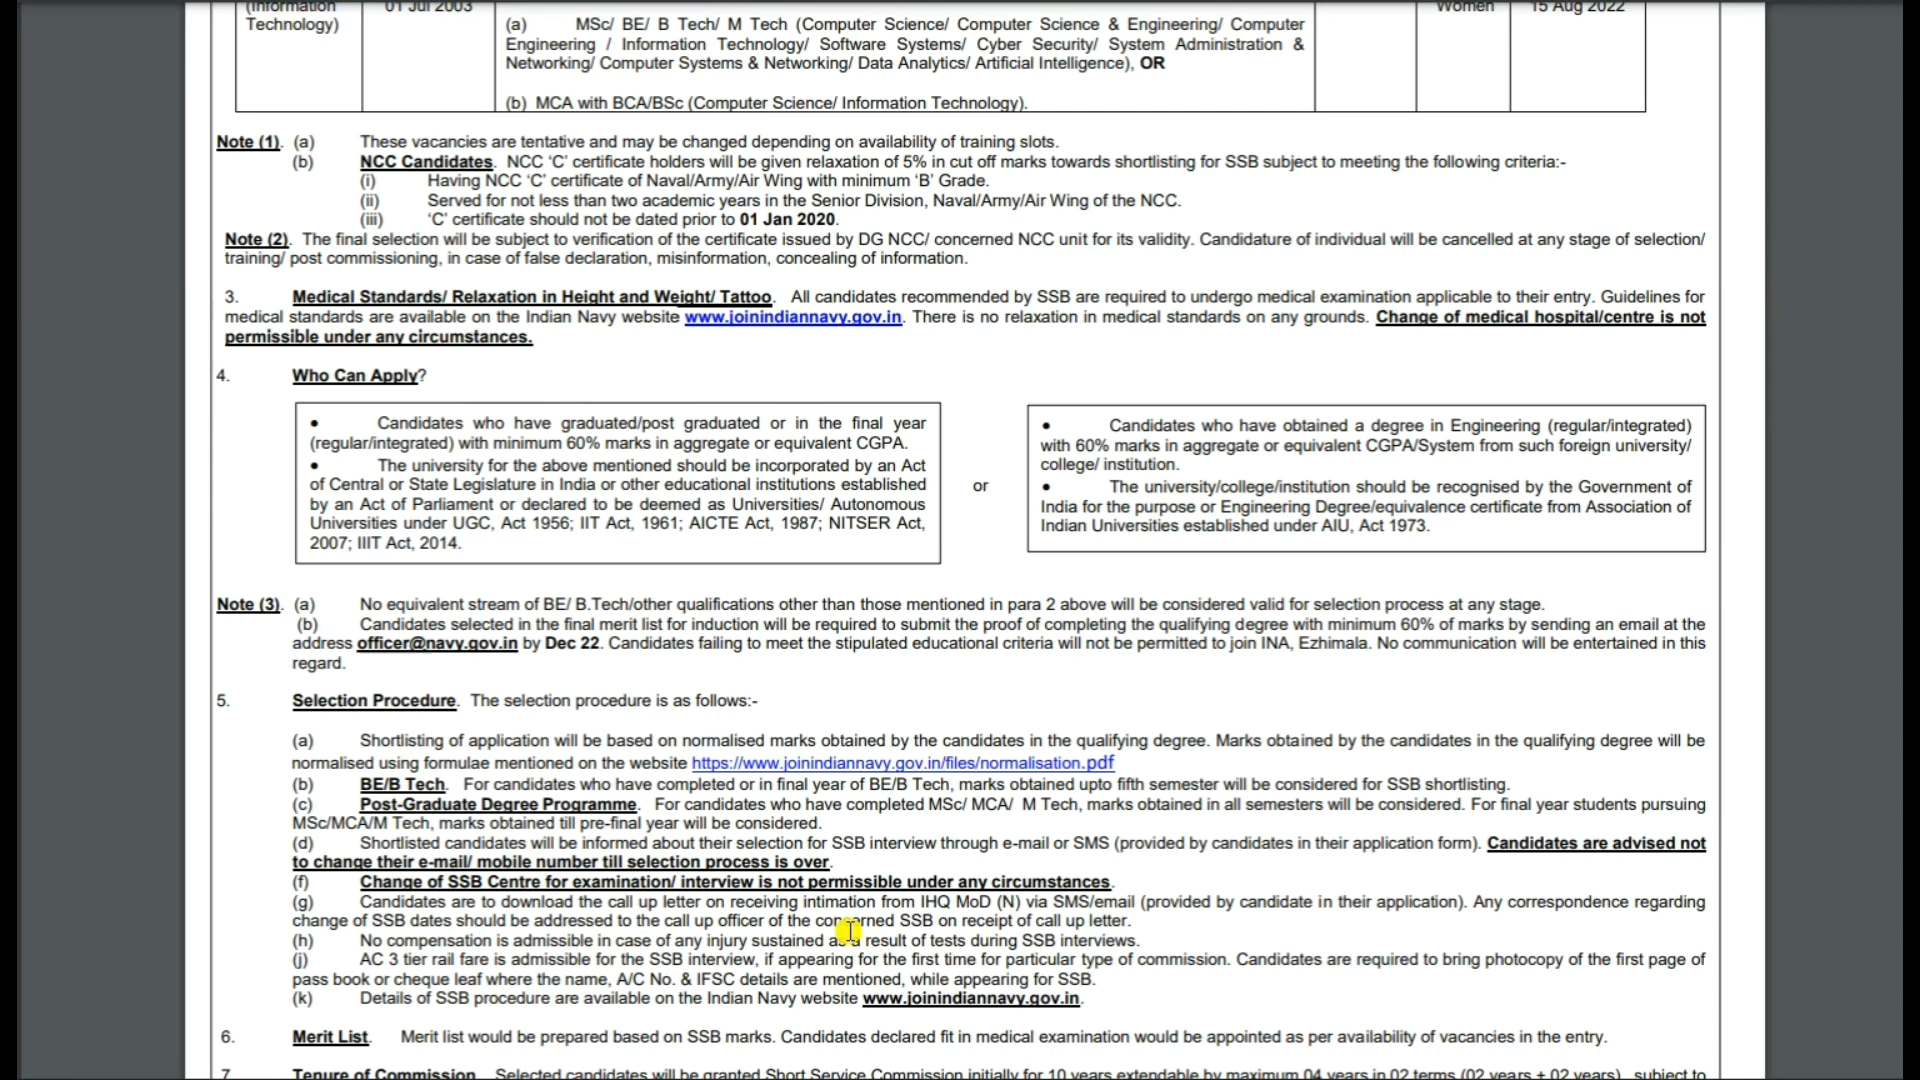 (Information 01 Jul 2003 Women 15 Aug 2022
Technology) (a) MSc/ BE/ B Tech/ M Tech (Computer Science/ Computer Science & Engineering/ Computer
Engineering / Information Technology/ Software Systems/ Cyber Security/ System Administration &
Networking/ Computer Systems & Networking/ Data Analytics/ Artificial Intelligence), OR
(b) MCA with BCA/BSc (Computer Science/ Information Technology).
Note (1). (a) These vacancies are tentative and may be changed depending on availability of training slots.
(b) NCC Candidates. NCC ‘C’ certificate holders will be given relaxation of 5% in cut off marks towards shortlisting for SSB subject to meeting the following criteria:-
(i) Having NCC ‘C’ certificate of Naval/Army/Air Wing with minimum ‘B’ Grade.
(ii) Served for not less than two academic years in the Senior Division, Naval/Army/Air Wing of the NCC.
(iii) ‘C’ certificate should not be dated prior to 01 Jan 2020.
Note (2). The final selection will be subject to verification of the certificate issued by DG NCC/ concerned NCC unit for its validity. Candidature of individual will be cancelled at any stage of selection/
training/ post commissioning, in case of false declaration, misinformation, concealing of information.
3. Medical Standards/ Relaxation in Height and Weight/ Tattoo. All candidates recommended by SSB are required to undergo medical examination applicable to their entry. Guidelines for
medical standards are available on the Indian Navy website www.joinindiannavy.gov.in. There is no relaxation in medical standards on any grounds. Change of medical hospital/centre is not
permissible under any circumstances.
4. Who Can Apply?
• Candidates who have graduated/post graduated or in the final year
(regular/integrated) with minimum 60% marks in aggregate or equivalent CGPA.
• The university for the above mentioned should be incorporated by an Act
of Central or State Legislature in India or other educational institutions established
by an Act of Parliament or declared to be deemed as Universities/ Autonomous
Universities under UGC, Act 1956; IIT Act, 1961; AICTE Act, 1987; NITSER Act,
2007; IIIT Act, 2014.
or
• Candidates who have obtained a degree in Engineering (regular/integrated)
with 60% marks in aggregate or equivalent CGPA/System from such foreign university/
college/ institution.
• The university/college/institution should be recognised by the Government of
India for the purpose or Engineering Degree/equivalence certificate from Association of
Indian Universities established under AIU, Act 1973.
Note (3). (a) No equivalent stream of BE/ B.Tech/other qualifications other than those mentioned in para 2 above will be considered valid for selection process at any stage.
(b) Candidates selected in the final merit list for induction will be required to submit the proof of completing the qualifying degree with minimum 60% of marks by sending an email at the
address officer@navy.gov.in by Dec 22. Candidates failing to meet the stipulated educational criteria will not be permitted to join INA, Ezhimala. No communication will be entertained in this
regard.
5. Selection Procedure. The selection procedure is as follows:-
(a) Shortlisting of application will be based on normalised marks obtained by the candidates in the qualifying degree. Marks obtained by the candidates in the qualifying degree will be
normalised using formulae mentioned on the website https://www.joinindiannavy.gov.in/files/normalisation.pdf
(b) BE/B Tech. For candidates who have completed or in final year of BE/B Tech, marks obtained upto fifth semester will be considered for SSB shortlisting.
(c) Post-Graduate Degree Programme. For candidates who have completed MSc/ MCA/ M Tech, marks obtained in all semesters will be considered. For final year students pursuing
MSc/MCA/M Tech, marks obtained till pre-final year will be considered.
(d) Shortlisted candidates will be informed about their selection for SSB interview through e-mail or SMS (provided by candidates in their application form). Candidates are advised not
to change their e-mail/ mobile number till selection process is over.
(f) Change of SSB Centre for examination/ interview is not permissible under any circumstances.
(g) Candidates are to download the call up letter on receiving intimation from IHQ MoD (N) via SMS/email (provided by candidate in their application). Any correspondence regarding
change of SSB dates should be addressed to the call up officer of the concerned SSB on receipt of call up letter.
(h) No compensation is admissible in case of any injury sustained as a result of tests during SSB interviews.
(j) AC 3 tier rail fare is admissible for the SSB interview, if appearing for the first time for particular type of commission. Candidates are required to bring photocopy of the first page of
pass book or cheque leaf where the name, A/C No. & IFSC details are mentioned, while appearing for SSB.
(k) Details of SSB procedure are available on the Indian Navy website www.joinindiannavy.gov.in.
6. Merit List. Merit list would be prepared based on SSB marks. Candidates declared fit in medical examination would be appointed as per availability of vacancies in the entry.
7. Tenure of Commission. Selected candidates will be granted Short Service Commission initially for 10 years extendable by maximum 04 years in 02 terms (02 years + 02 years), subject to